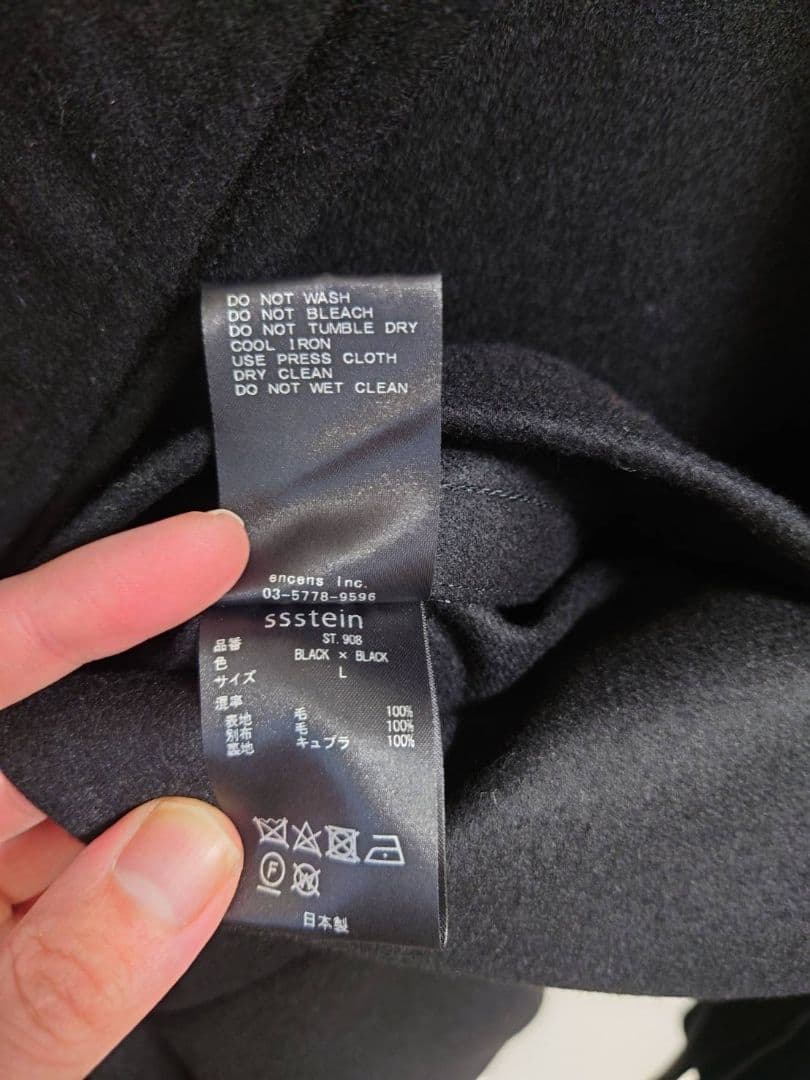 DO NOT WASH
DO NOT BLEACH
DO NOT TUMBLE DRY
COOL IRON
USE PRESS CLOTH
DRY CLEAN
DO NOT WET CLEAN
encens Inc.
03-5778-9596
ssstein
品番 ST.908
色 BLACK × BLACK
サイズ L
混率
表地 毛 100%
別布 毛 100%
裏地 キュプラ 100%
F W
日本製